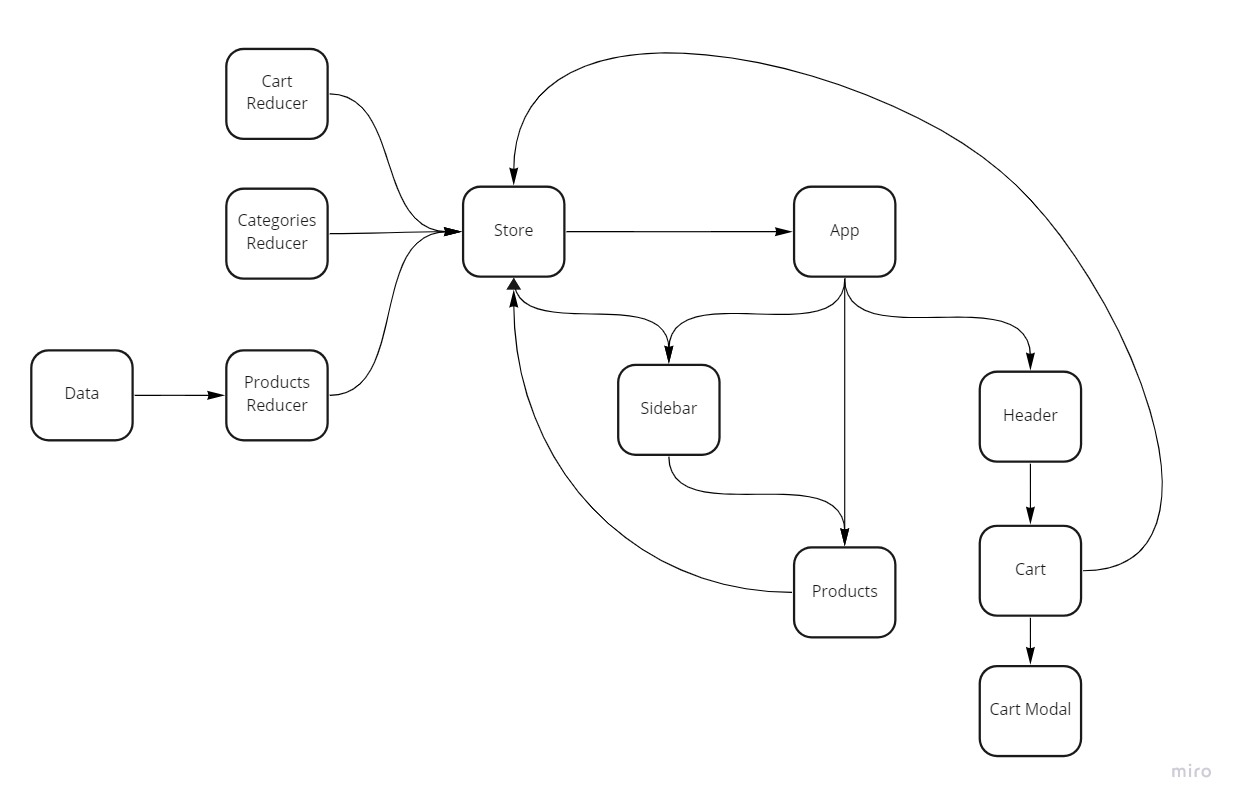 Cart
Reducer
Categories
Reducer
Store
App
Data
Products
Reducer
Sidebar
Header
Products
Cart
Cart Modal
miro